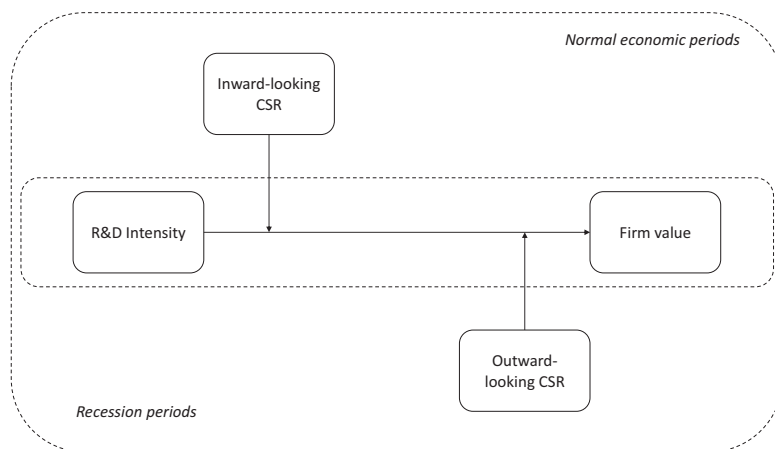 Normal economic periods
Inward-looking
CSR
R&D Intensity
Firm value
Outward-
looking CSR
Recession periods